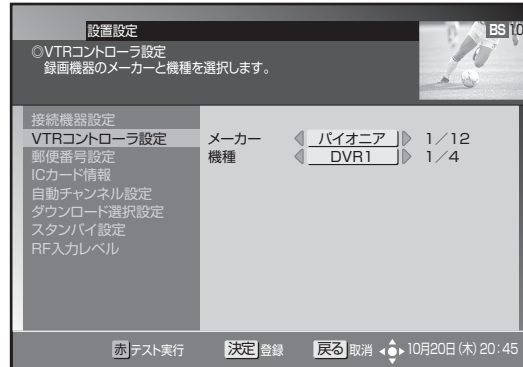 設置設定
BS 10
◎VTRコントローラ設定
録画機器のメーカーと機種を選択します。
接続機器設定
VTRコントローラ設定
郵便番号設定
ICカード情報
自動チャンネル設定
ダウンロード選択設定
スタンバイ設定
RF入力レベル
メーカー パイオニア 1/12
機種 DVR1 1/4
赤 テスト実行 決定 登録 戻る 取消 10月20日(木)20:45